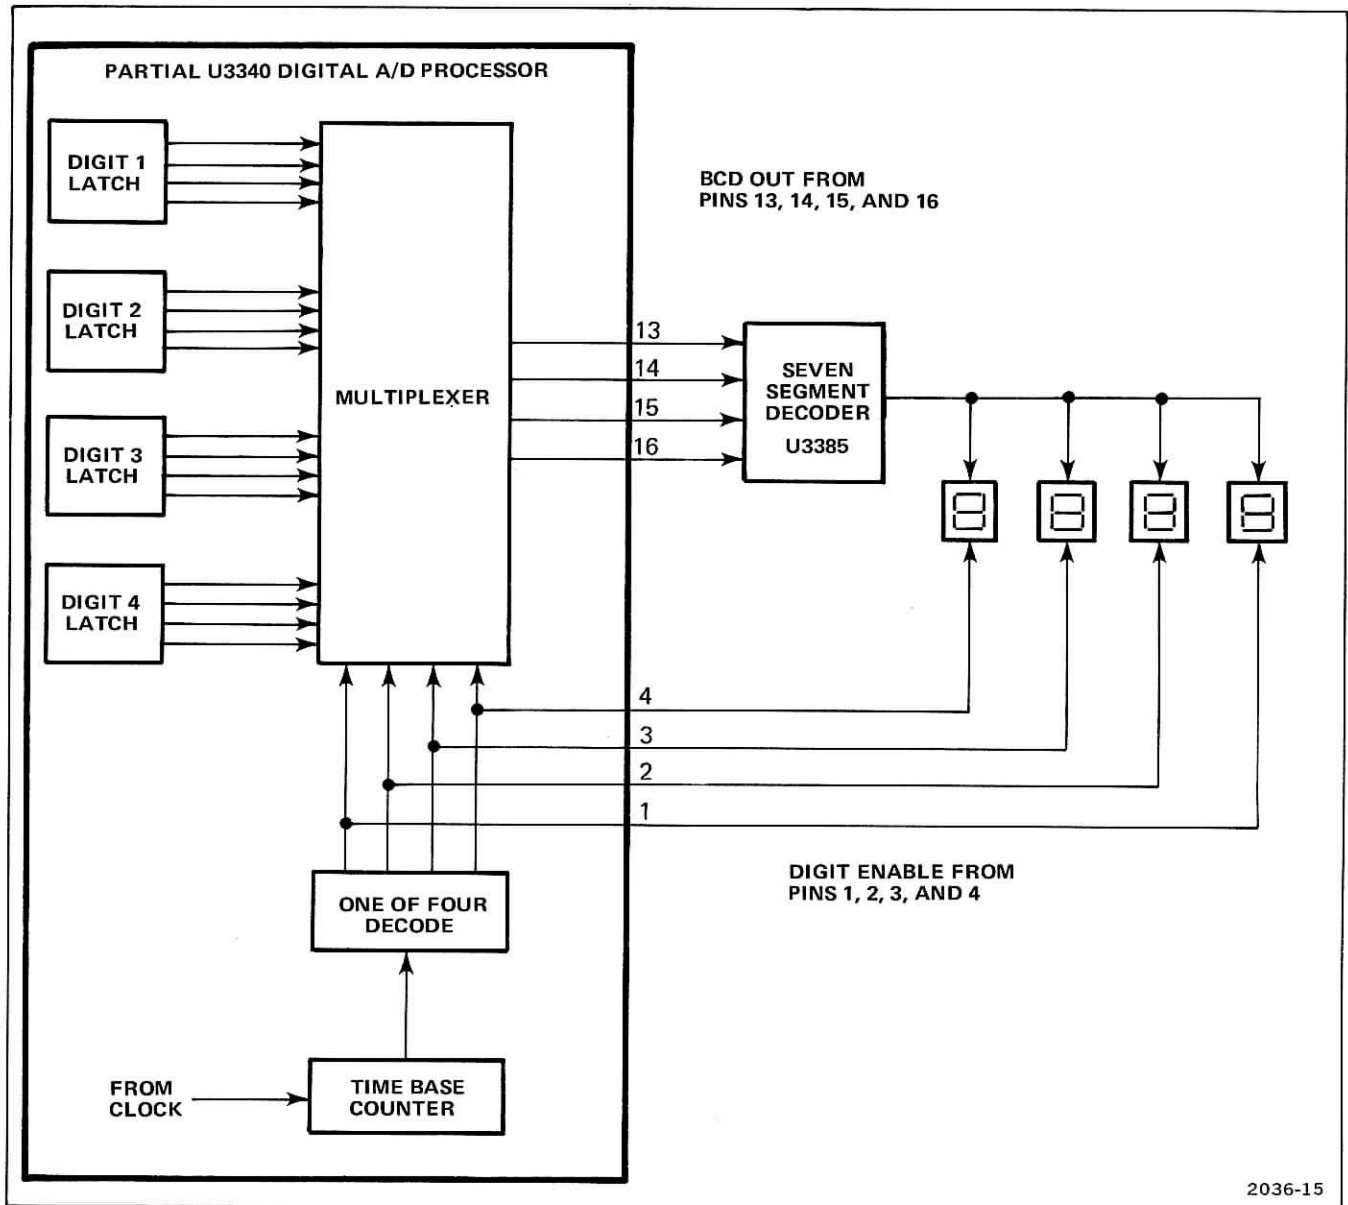 PARTIAL U3340 DIGITAL A/D PROCESSOR
DIGIT 1
LATCH
DIGIT 2
LATCH
DIGIT 3
LATCH
DIGIT 4
LATCH
MULTIPLEXER
BCD OUT FROM
PINS 13, 14, 15, AND 16
13
14
15
16
SEVEN
SEGMENT
DECODER
U3385
4
3
2
1
ONE OF FOUR
DECODE
DIGIT ENABLE FROM
PINS 1, 2, 3, AND 4
FROM
CLOCK
TIME BASE
COUNTER
2036-15